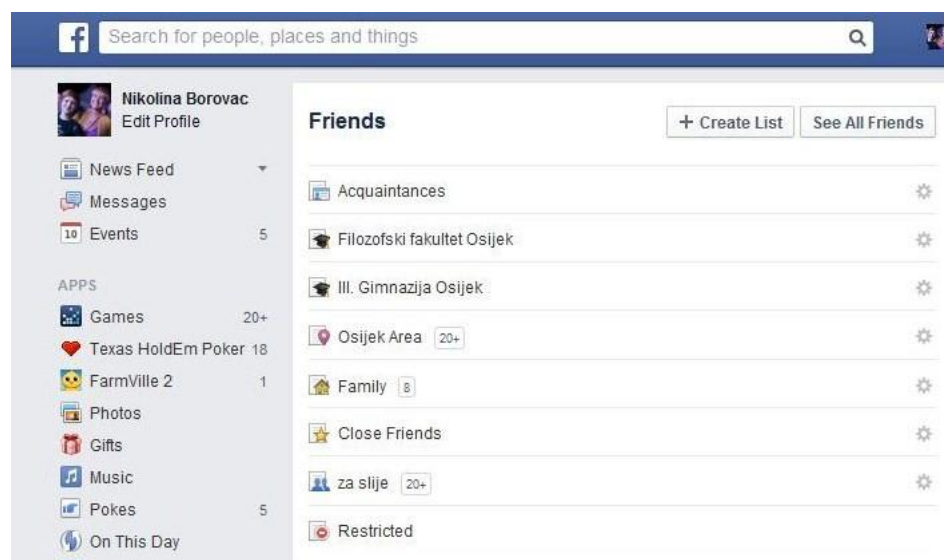 f
Search for people, places and things
Nikolina Borovac
Edit Profile
News Feed
Messages
10 Events 5
APPS
Games 20+
Texas HoldEm Poker 18
FarmVille 2 1
Photos
Gifts
Music
Pokes 5
On This Day
Friends
+ Create List
See All Friends
Acquaintances
Filozofski fakultet Osijek
III. Gimnazija Osijek
Osijek Area 20+
Family 8
Close Friends
za slije 20+
Restricted